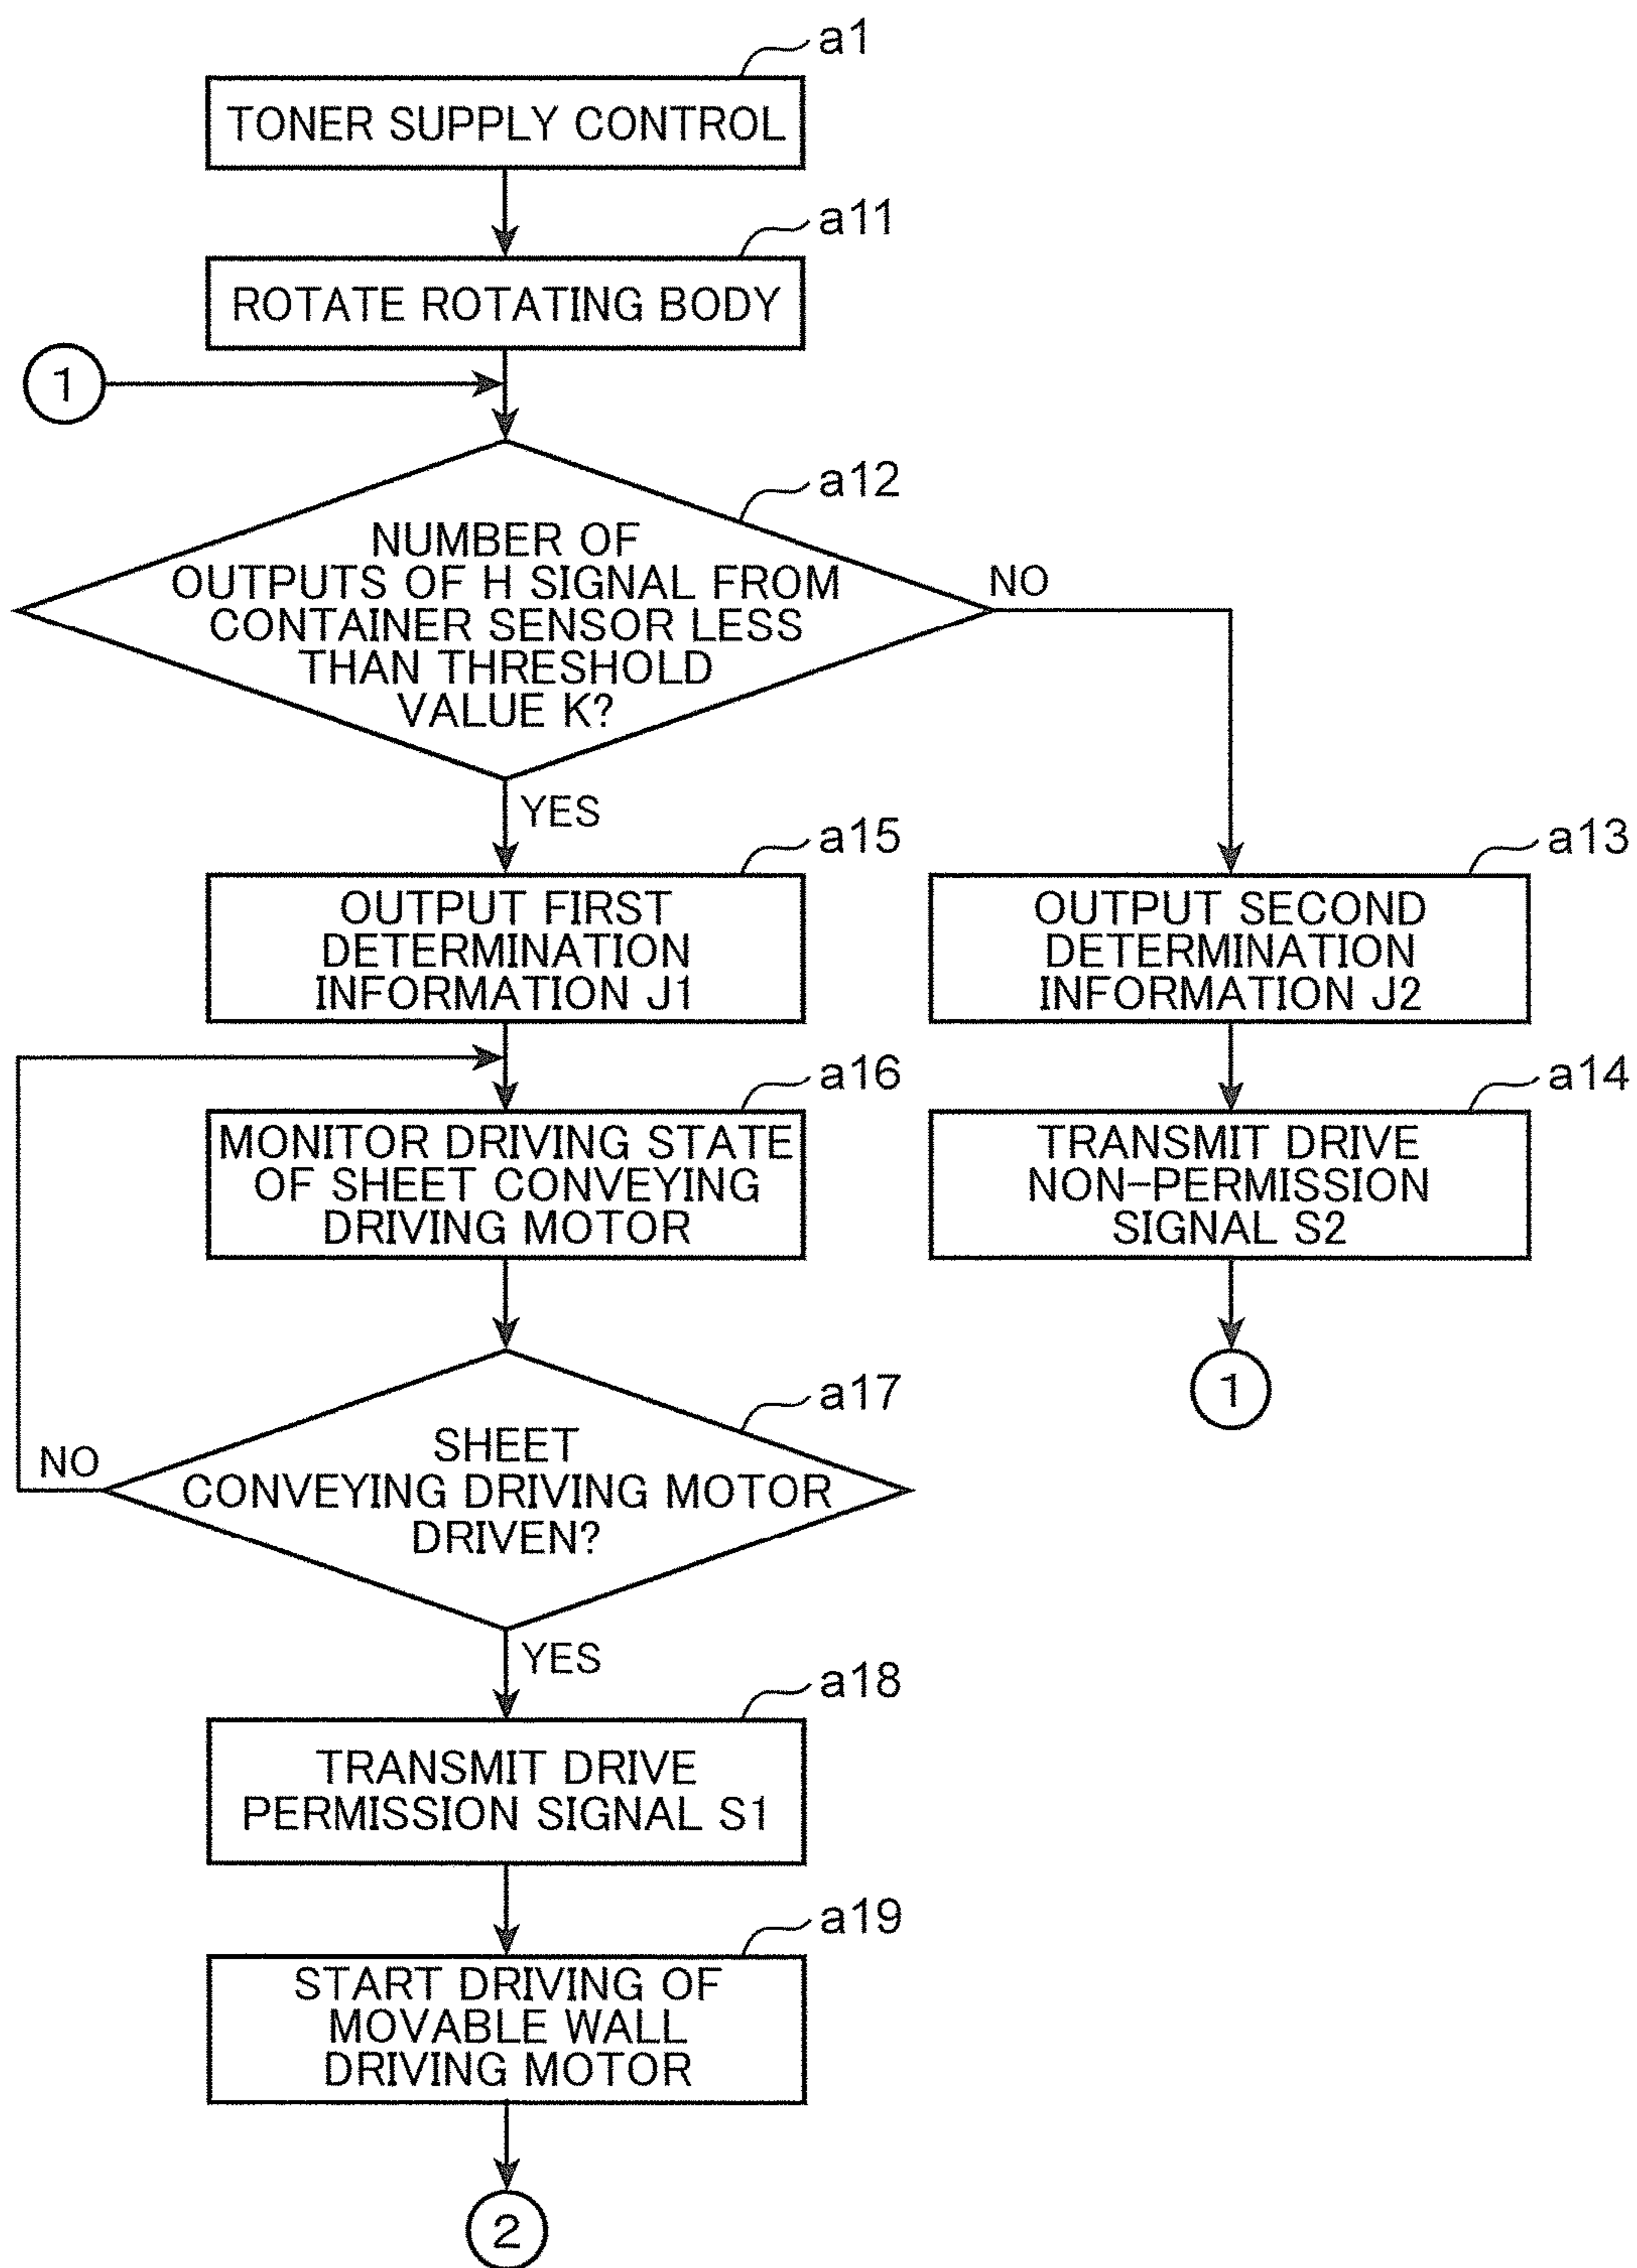 a1
TONER SUPPLY CONTROL
a11
ROTATE ROTATING BODY
1
a12
NUMBER OF
OUTPUTS OF H SIGNAL FROM
CONTAINER SENSOR LESS
THAN THRESHOLD
VALUE K?
NO
YES
a15
OUTPUT FIRST
DETERMINATION
INFORMATION J1
a13
OUTPUT SECOND
DETERMINATION
INFORMATION J2
a16
MONITOR DRIVING STATE
OF SHEET CONVEYING
DRIVING MOTOR
a14
TRANSMIT DRIVE
NON-PERMISSION
SIGNAL S2
1
a17
SHEET
CONVEYING DRIVING MOTOR
DRIVEN?
NO
YES
a18
TRANSMIT DRIVE
PERMISSION SIGNAL S1
a19
START DRIVING OF
MOVABLE WALL
DRIVING MOTOR
2